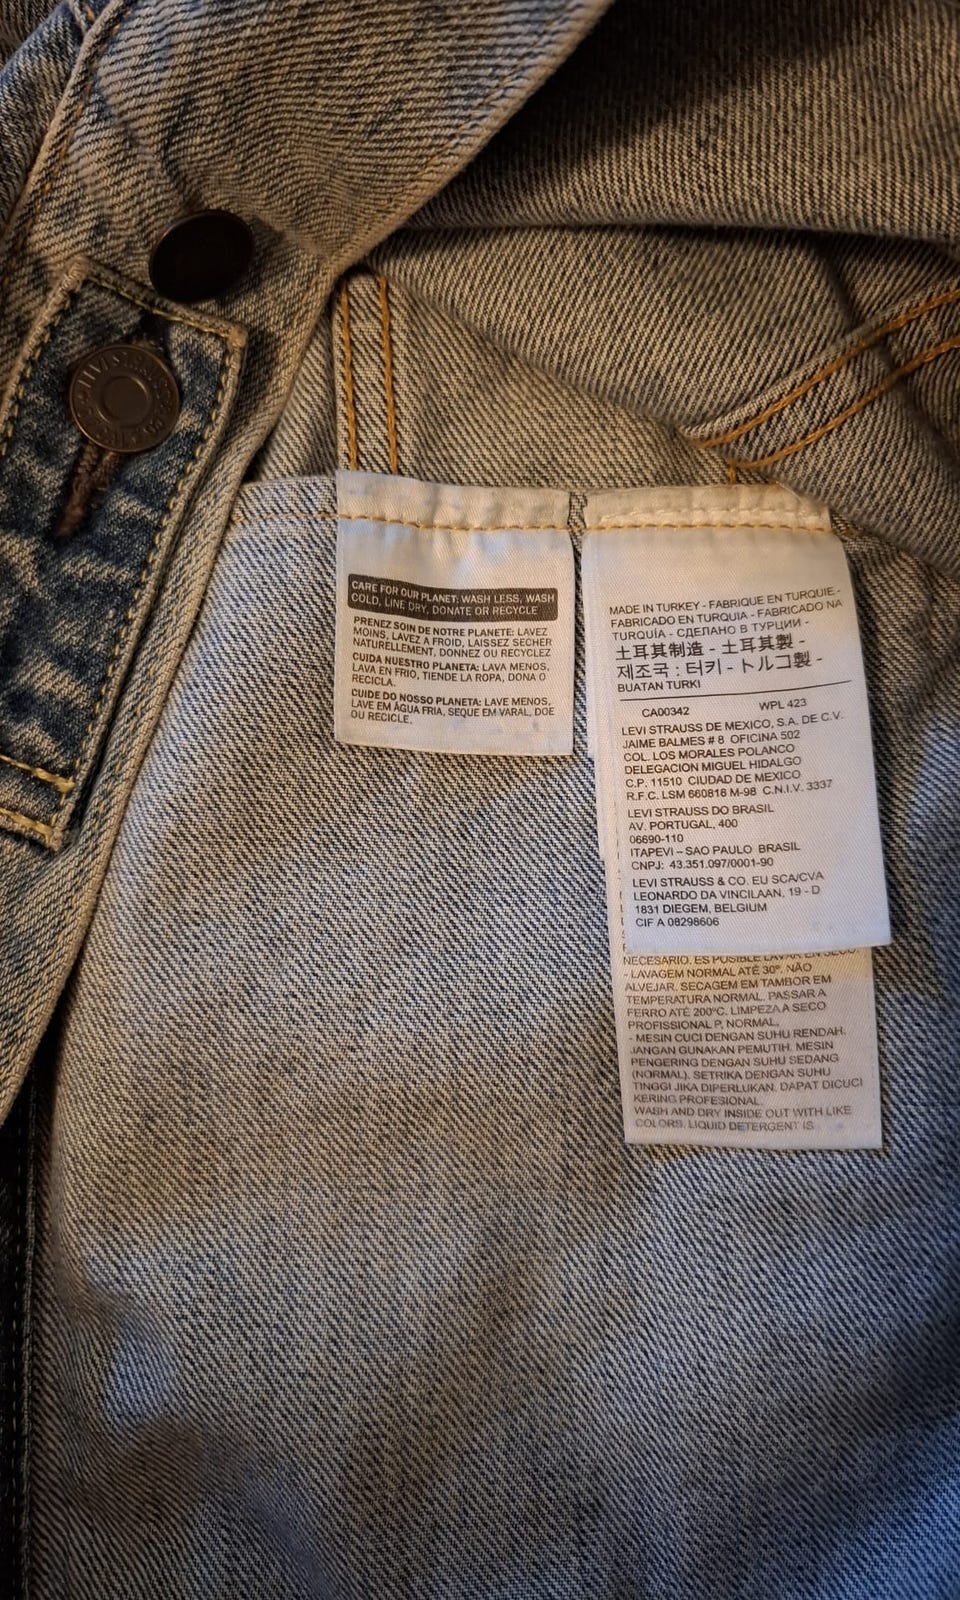 CARE FOR OUR PLANET: WASH LESS, WASH
COLD, LINE DRY, DONATE OR RECYCLE
PRENEZ SOIN DE NOTRE PLANETE: LAVEZ
MOINS, LAVEZ A FROID, LAISSEZ SECHER
NATURELLEMENT, DONNEZ OU RECYCLEZ
CUIDA NUESTRO PLANETA: LAVA MENOS,
LAVA EN FRIO, TIENDE LA ROPA, DONA O
RECICLA.
CUIDE DO NOSSO PLANETA: LAVE MENOS,
LAVE EM ÁGUA FRIA, SEQUE EM VARAL, DOE
OU RECICLE.
MADE IN TURKEY - FABRIQUE EN TURQUIE -
FABRICADO EN TURQUIA - FABRICADO NA
TURQUÍA - СДЕЛАНО В ТУРЦИИ -
土耳其制造 - 土耳其製 -
제조국 : 터키 - トルコ製 -
BUATAN TURKI
CA00342 WPL 423
LEVI STRAUSS DE MEXICO, S.A. DE C.V.
JAIME BALMES # 8 OFICINA 502
COL. LOS MORALES POLANCO
DELEGACION MIGUEL HIDALGO
C.P. 11510 CIUDAD DE MEXICO
R.F.C. LSM 660816 M-98 C.N.I.V. 3337
LEVI STRAUSS DO BRASIL
AV. PORTUGAL, 400
06690-110
ITAPEVI – SAO PAULO BRASIL
CNPJ: 43.351.097/0001-90
LEVI STRAUSS & CO. EU SCA/CVA
LEONARDO DA VINCILAAN, 19 - D
1831 DIEGEM, BELGIUM
CIF A 08298606
NECESARIO. ES POSIBLE LAVAR EN SECO.
- LAVAGEM NORMAL ATÉ 30º. NÃO
ALVEJAR. SECAGEM EM TAMBOR EM
TEMPERATURA NORMAL. PASSAR A
FERRO ATÉ 200°C. LIMPEZA A SECO
PROFISSIONAL P, NORMAL.
- MESIN CUCI DENGAN SUHU RENDAH.
JANGAN GUNAKAN PEMUTIH. MESIN
PENGERING DENGAN SUHU SEDANG
(NORMAL). SETRIKA DENGAN SUHU
TINGGI JIKA DIPERLUKAN. DAPAT DICUCI
KERING PROFESIONAL.
WASH AND DRY INSIDE OUT WITH LIKE
COLORS. LIQUID DETERGENT IS